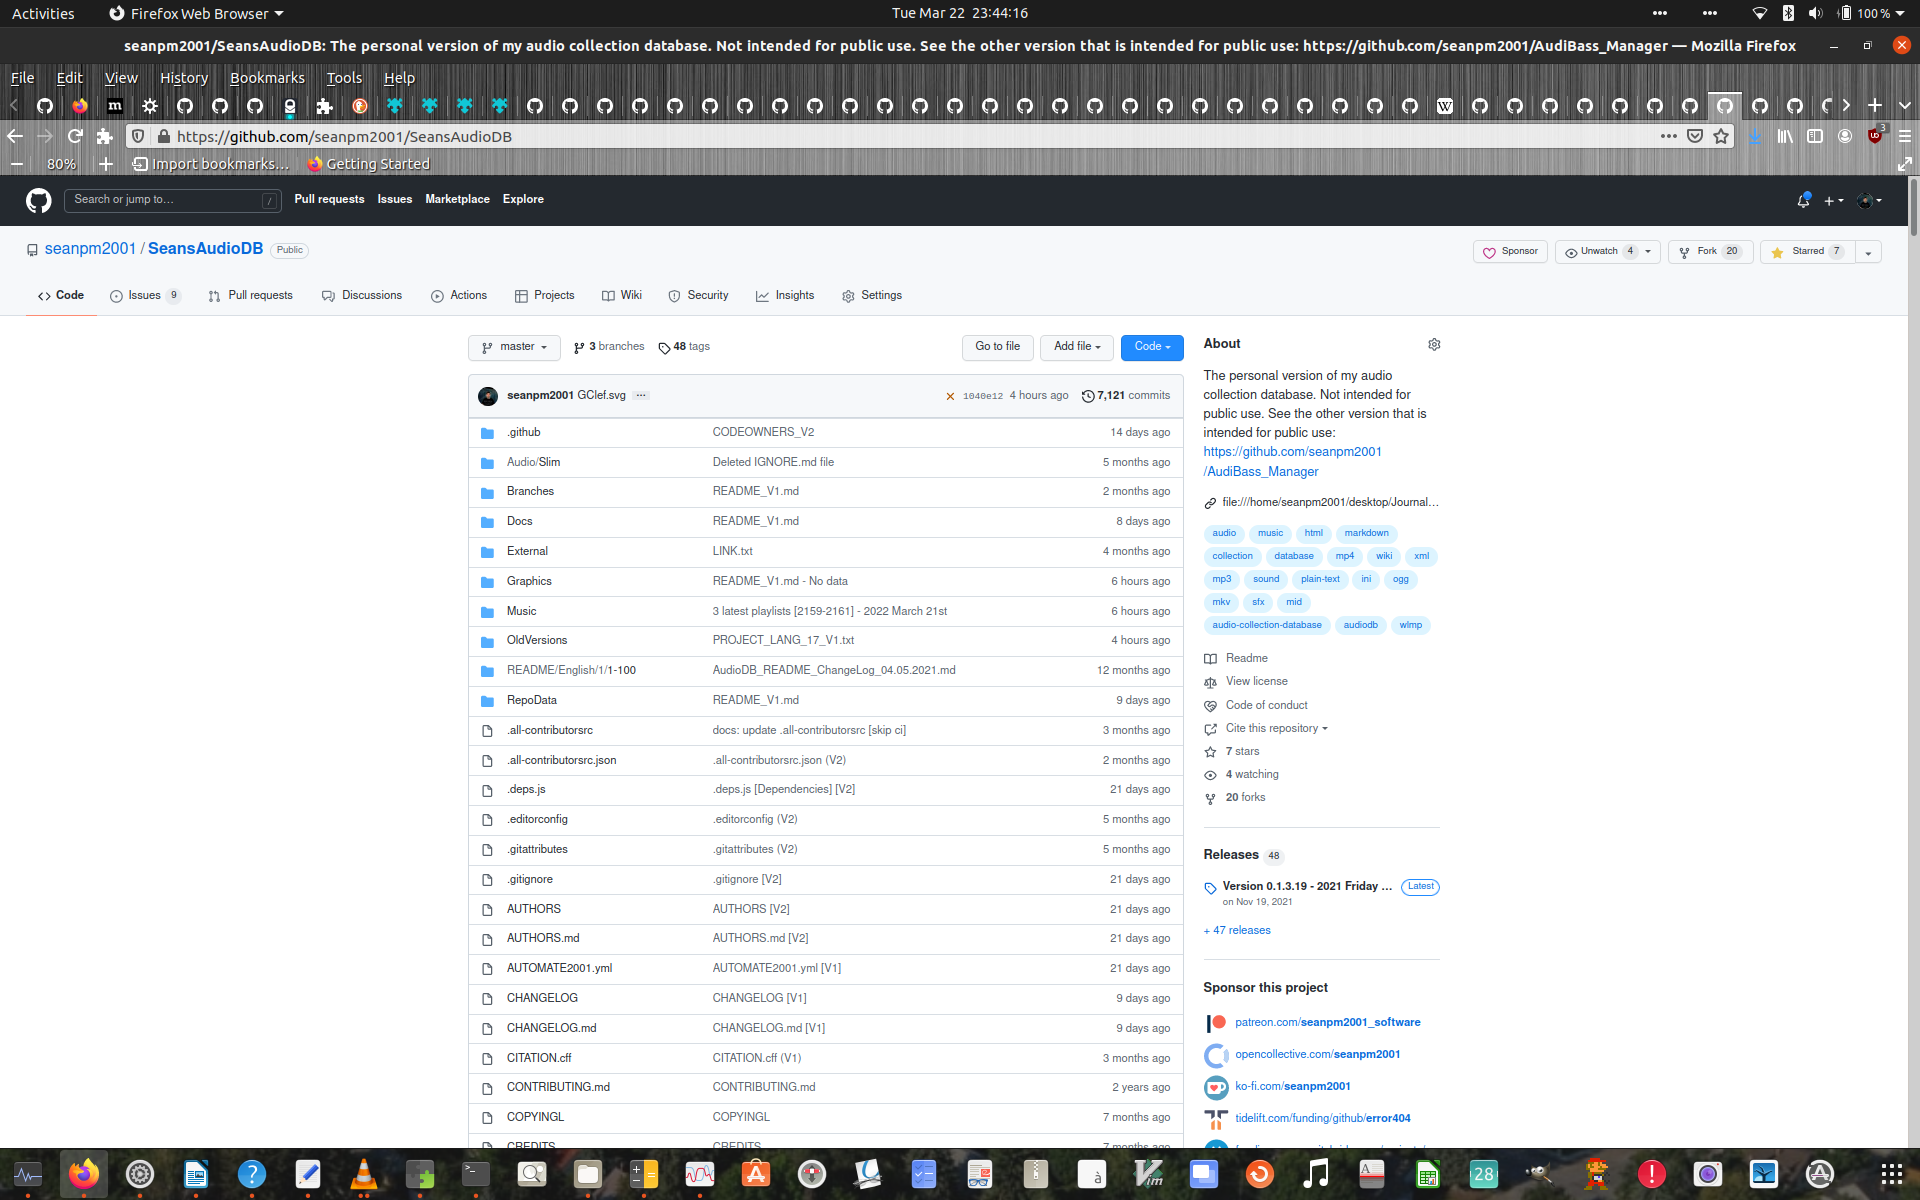 Activities
Firefox Web Browser
Tue Mar 22 23:44:16
100 %
seanpm2001/SeansAudioDB: The personal version of my audio collection database. Not intended for public use. See the other version that is intended for public use: https://github.com/seanpm2001/AudiBass_Manager — Mozilla Firefox
File Edit View History Bookmarks Tools Help
https://github.com/seanpm2001/SeansAudioDB
3
80%
Import bookmarks...
Getting Started
Search or jump to...
/
Pull requests Issues Marketplace Explore
seanpm2001 / SeansAudioDB Public
Sponsor
Unwatch 4
Fork 20
Starred 7
Code
Issues 9
Pull requests
Discussions
Actions
Projects
Wiki
Security
Insights
Settings
master
3 branches
48 tags
Go to file
Add file
Code
seanpm2001 GClef.svg ...
1040e12 4 hours ago
7,121 commits
.github CODEOWNERS_V2 14 days ago
Audio/Slim Deleted IGNORE.md file 5 months ago
Branches README_V1.md 2 months ago
Docs README_V1.md 8 days ago
External LINK.txt 4 months ago
Graphics README_V1.md - No data 6 hours ago
Music 3 latest playlists [2159-2161] - 2022 March 21st 6 hours ago
OldVersions PROJECT_LANG_17_V1.txt 4 hours ago
README/English/1/1-100 AudioDB_README_ChangeLog_04.05.2021.md 12 months ago
RepoData README_V1.md 9 days ago
.all-contributorsrc docs: update .all-contributorsrc [skip ci] 3 months ago
.all-contributorsrc.json .all-contributorsrc.json (V2) 2 months ago
.deps.js .deps.js [Dependencies] [V2] 21 days ago
.editorconfig .editorconfig (V2) 5 months ago
.gitattributes .gitattributes (V2) 5 months ago
.gitignore .gitignore [V2] 21 days ago
AUTHORS AUTHORS [V2] 21 days ago
AUTHORS.md AUTHORS.md [V2] 21 days ago
AUTOMATE2001.yml AUTOMATE2001.yml [V1] 21 days ago
CHANGELOG CHANGELOG [V1] 9 days ago
CHANGELOG.md CHANGELOG.md [V1] 9 days ago
CITATION.cff CITATION.cff (V1) 3 months ago
CONTRIBUTING.md CONTRIBUTING.md 2 years ago
COPYINGL COPYINGL 7 months ago
CREDITS CREDITS 7 months ago
About
The personal version of my audio
collection database. Not intended for
public use. See the other version that is
intended for public use:
https://github.com/seanpm2001
/AudiBass_Manager
file:///home/seanpm2001/desktop/Journal...
audio music html markdown
collection database mp4 wiki xml
mp3 sound plain-text ini ogg
mkv sfx mid
audio-collection-database audiodb wlmp
Readme
View license
Code of conduct
Cite this repository
7 stars
4 watching
20 forks
Releases 48
Version 0.1.3.19 - 2021 Friday ... Latest
on Nov 19, 2021
+ 47 releases
Sponsor this project
patreon.com/seanpm2001_software
opencollective.com/seanpm2001
ko-fi.com/seanpm2001
tidelift.com/funding/github/error404
28